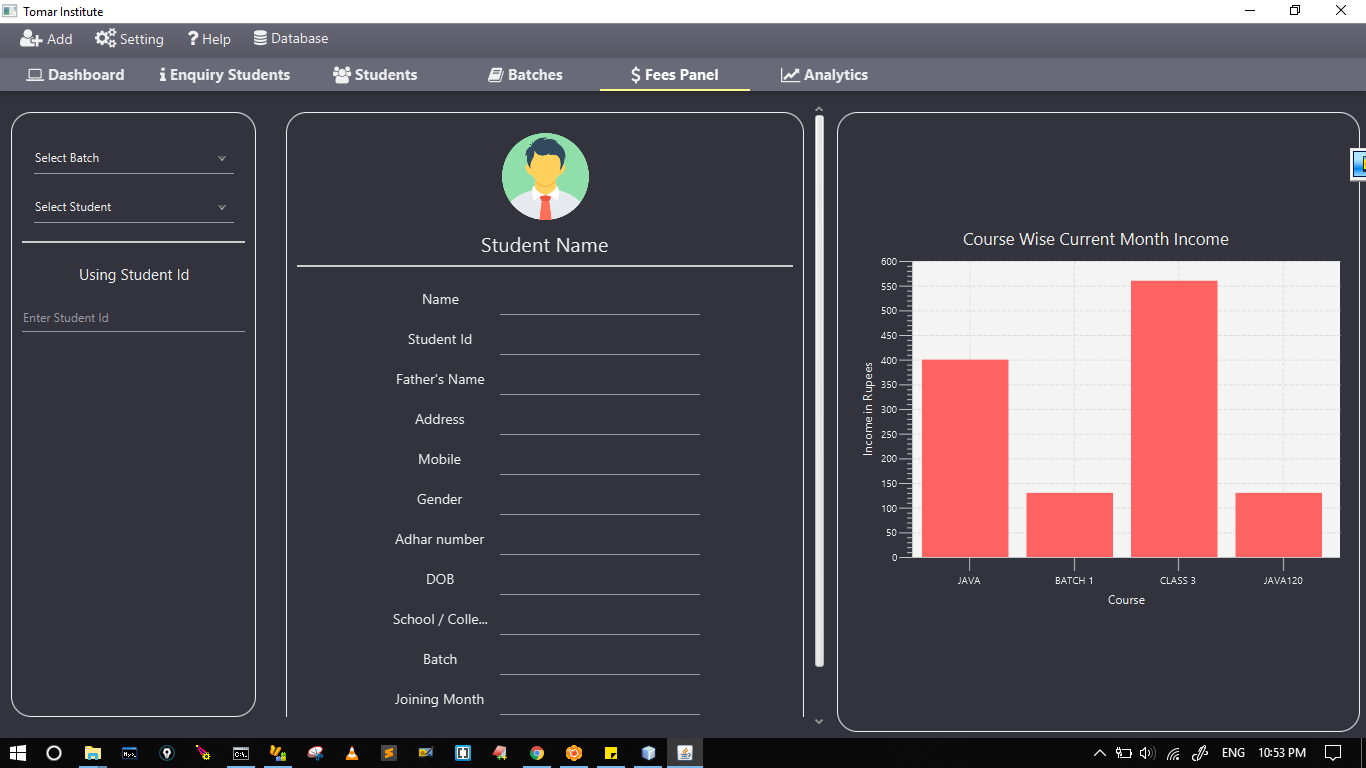 Tomar Institute
Add Setting Help Database
Dashboard Enquiry Students Students Batches Fees Panel Analytics
Select Batch
Select Student
Using Student Id
Enter Student Id
Student Name
Name
Student Id
Father's Name
Address
Mobile
Gender
Adhar number
DOB
School / Colle...
Batch
Joining Month
Course Wise Current Month Income
Income in Rupees
600
550
500
450
400
350
300
250
200
150
100
50
0
JAVA BATCH 1 CLASS 3 JAVA120
Course
ENG 10:53 PM